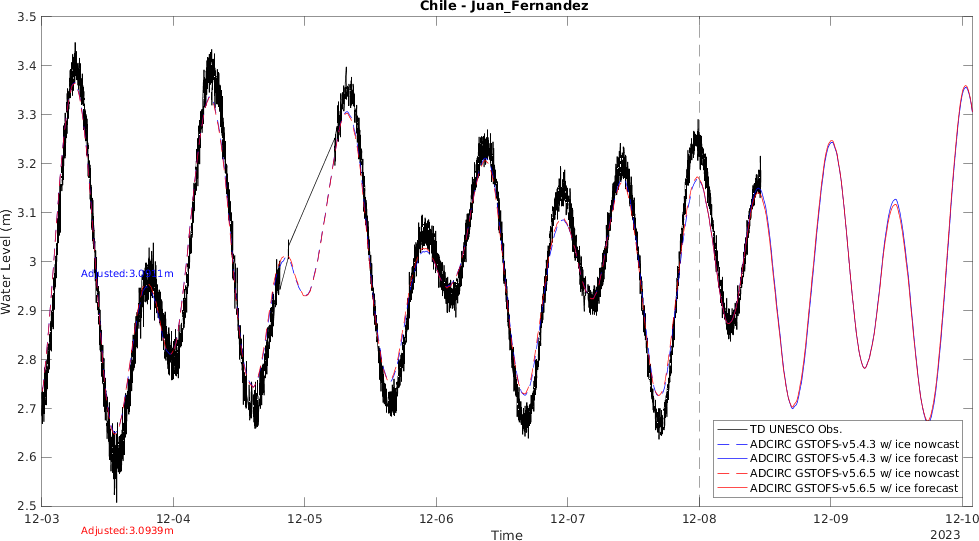 Chile - Juan_Fernandez
3.5
3.4
3.3
3.2
3.1
3
2.9
2.8
2.7
2.6
2.5
Water Level (m)
12-03
12-04
12-05
12-06
12-07
12-08
12-09
12-10
Time
2023
Adjusted:3.0939m
TD UNESCO Obs.
ADCIRC GSTOFS-v5.4.3 w/ ice nowcast
ADCIRC GSTOFS-v5.4.3 w/ ice forecast
ADCIRC GSTOFS-v5.6.5 w/ ice nowcast
ADCIRC GSTOFS-v5.6.5 w/ ice forecast